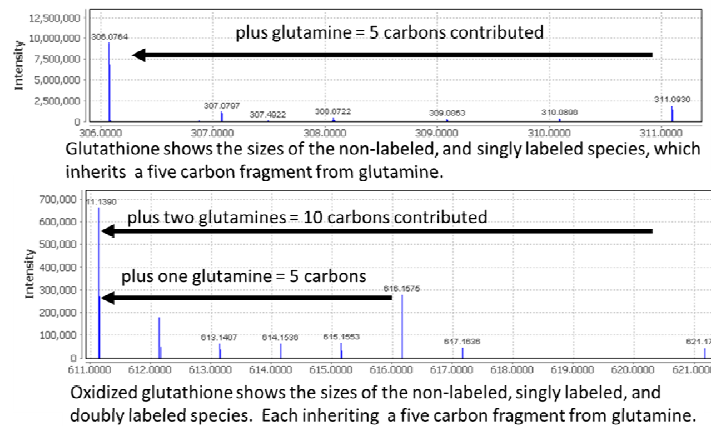 12,500,000
10,000,000
7,500,000
5,000,000
2,500,000
0
Intensity
306.0764
plus glutamine = 5 carbons contributed
307.0797
307.4922
308.0722
309.0863
310.0898
311.0930
306.0000 307.0000 308.0000 309.0000 310.0000 311.0000
Glutathione shows the sizes of the non-labeled, and singly labeled species, which
inherits a five carbon fragment from glutamine.
700,000
600,000
500,000
400,000
300,000
200,000
100,000
0
Intensity
11.1390
plus two glutamines = 10 carbons contributed
plus one glutamine = 5 carbons
613.1407
614.1536
615.1553
616.1575
617.1636
621.17
611.0000 612.0000 613.0000 614.0000 615.0000 616.0000 617.0000 618.0000 619.0000 620.0000 621.0000
Oxidized glutathione shows the sizes of the non-labeled, singly labeled, and
doubly labeled species. Each inheriting a five carbon fragment from glutamine.